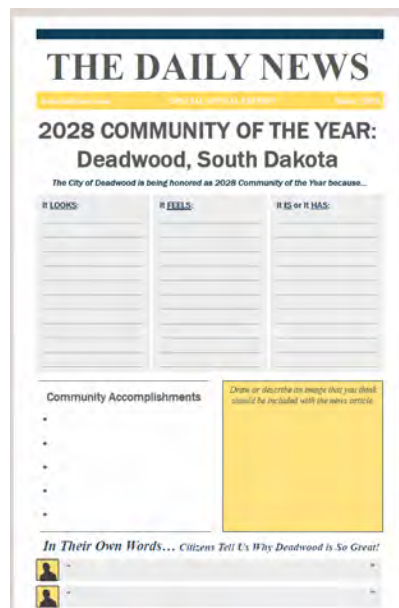 THE DAILY NEWS
2028 COMMUNITY OF THE YEAR:
Deadwood, South Dakota
The City of Deadwood is being honored as 2028 Community of the Year because...
It LOOKS:
It FEELS:
It IS or It HAS:
Community Accomplishments
•
•
•
•
•
Draw or describe an image that you think
should be included with the news article.
In Their Own Words... Citizens Tell Us Why Deadwood is So Great!
“ ”
“ ”